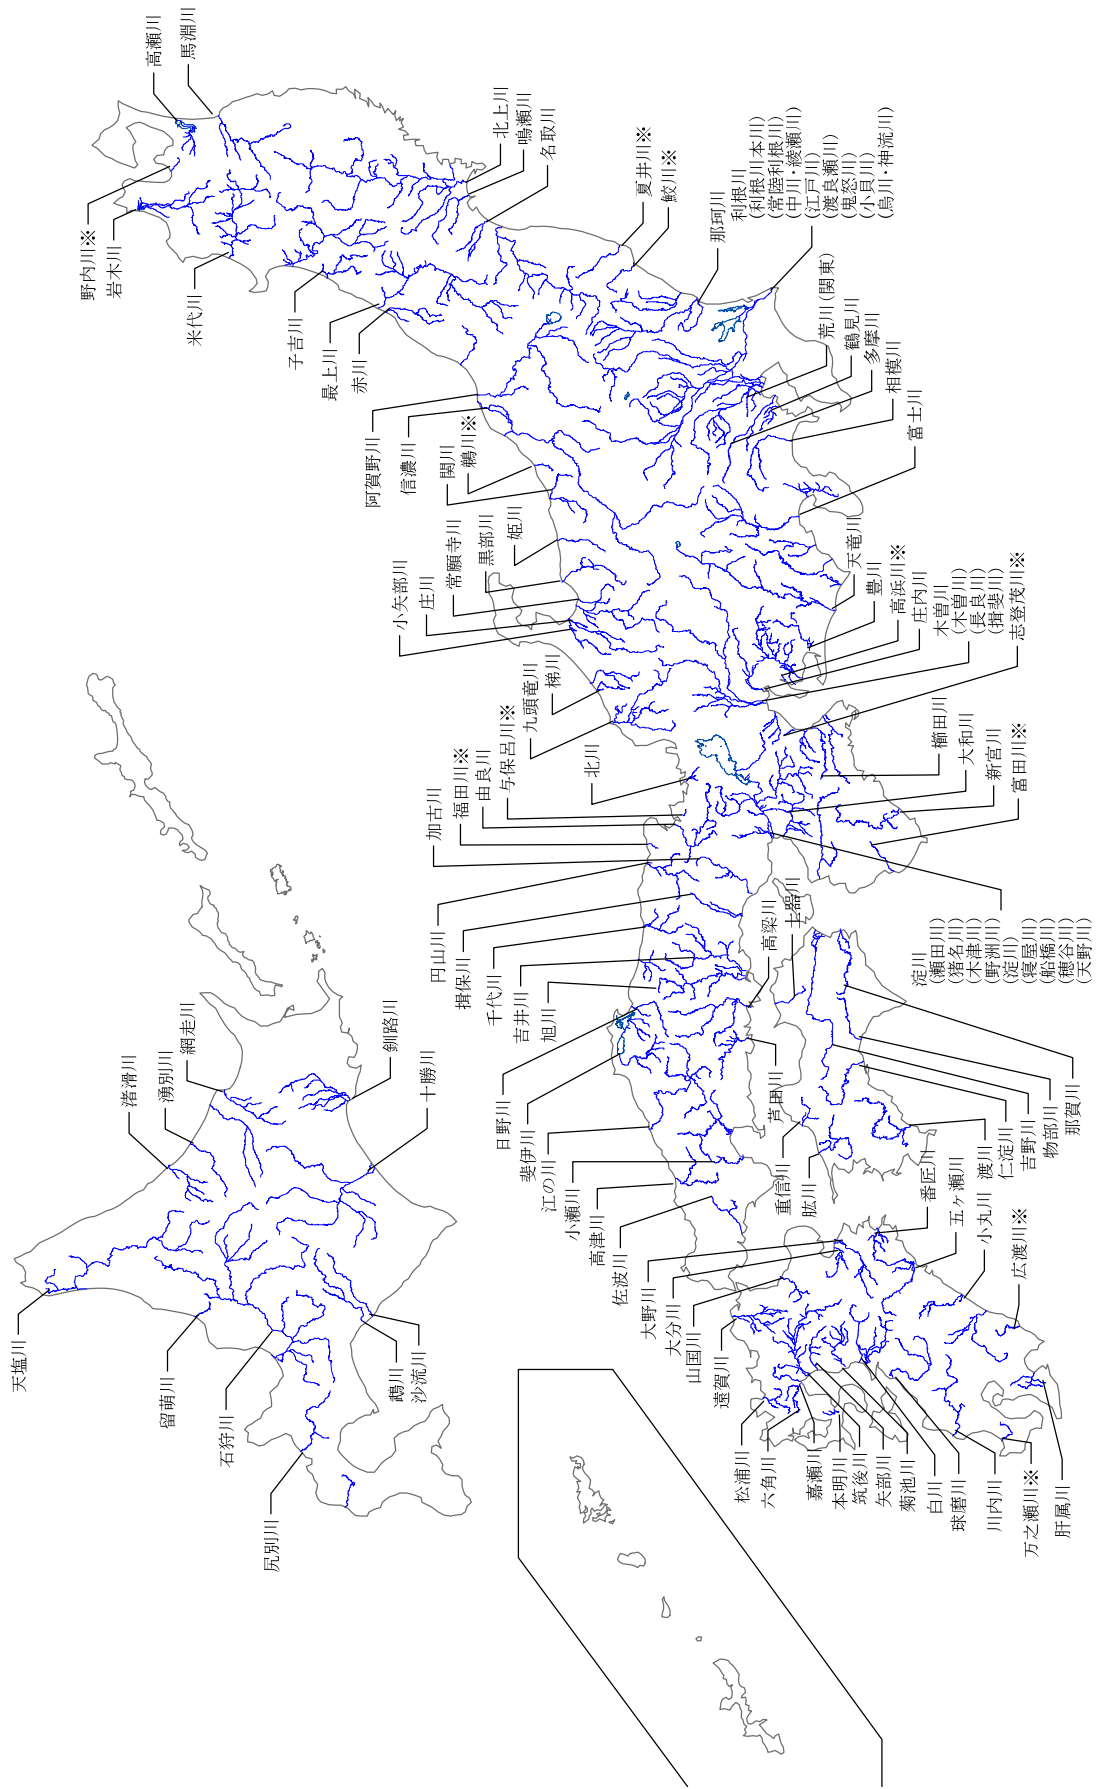 高瀬川
馬淵川
野内川※
岩木川
米代川
子吉川
最上川
赤川
北上川
鳴瀬川
名取川
夏井川※
鮫川※
那珂川
利根川
(利根川本川)
(常陸利根川)
(中川・綾瀬川)
(江戸川)
(渡良瀬川)
(鬼怒川)
(小貝川)
(烏川・神流川)
荒川(関東)
鶴見川
多摩川
相模川
富士川
阿賀野川
信濃川
関川
鵜川※
姫川
黒部川
常願寺川
庄川
小矢部川
天竜川
豊川
高浜川※
庄内川
木曽川
(木曽川)
(長良川)
(揖斐川)
志登茂川※
梯川
九頭竜川
北川
与保呂川※
由良川
福田川※
加古川
櫛田川
大和川
新宮川
富田川※
円山川
揖保川
千代川
吉井川
旭川
淀川
(瀬田川)
(猪名川)
(木津川)
(野洲川)
(淀川)
(寝屋川)
(船橋川)
(穂谷川)
(天野川)
高梁川
土器川
芦田川
日野川
斐伊川
江の川
小瀬川
高津川
佐波川
重信川
肱川
渡川
仁淀川
吉野川
物部川
那賀川
大野川
大分川
山国川
遠賀川
番匠川
五ヶ瀬川
小丸川
広渡川※
松浦川
六角川
嘉瀬川
本明川
筑後川
矢部川
菊池川
白川
球磨川
川内川
万之瀬川※
肝属川
渚滑川
湧別川
網走川
釧路川
十勝川
天塩川
留萌川
石狩川
尻別川
鵡川
沙流川